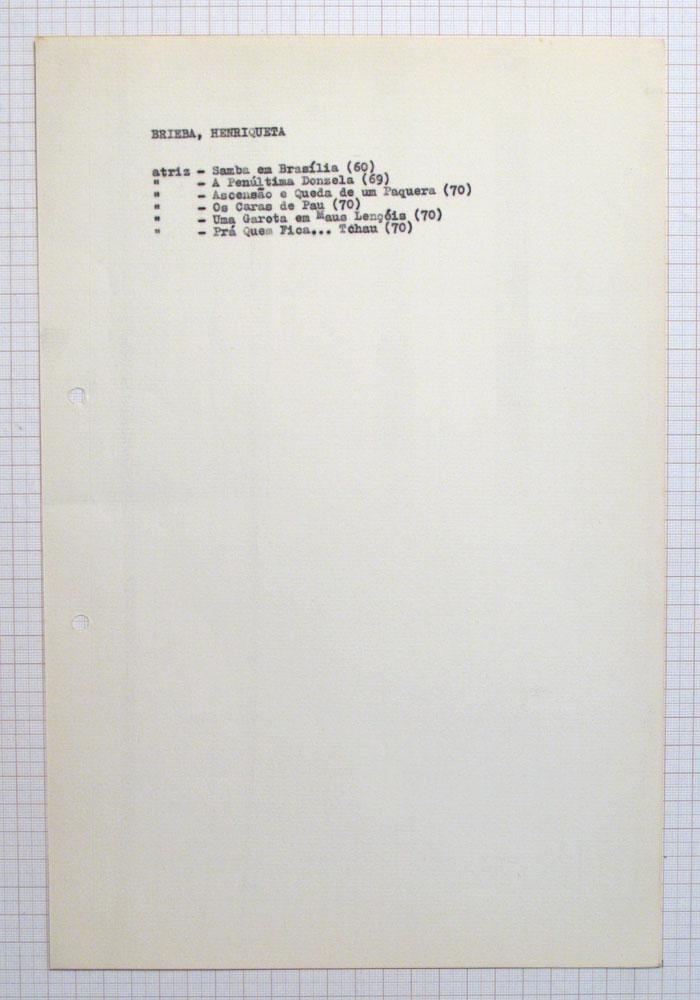 BRIEBA, HENRIQUETA
atriz - Samba em Brasília (60)
" - A Penúltima Donzela (69)
" - Ascensão e Queda de um Paquera (70)
" - Os Caras de Pau (70)
" - Uma Garota em Maus Lençóis (70)
" - Prá Quem Fica... Tchau (70)